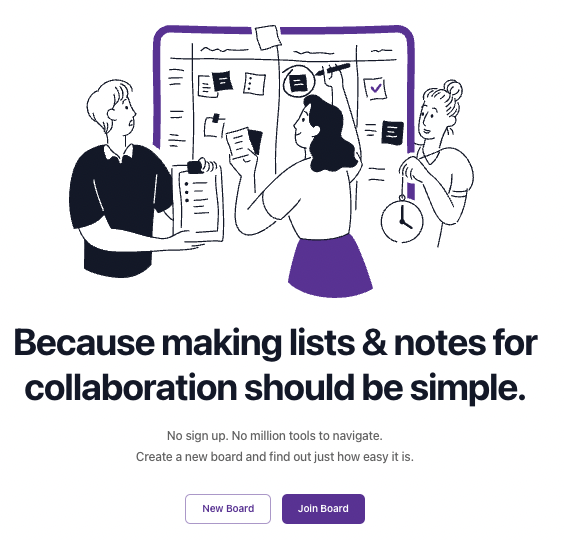 Because making lists & notes for
collaboration should be simple.
No sign up. No million tools to navigate.
Create a new board and find out just how easy it is.
New Board
Join Board